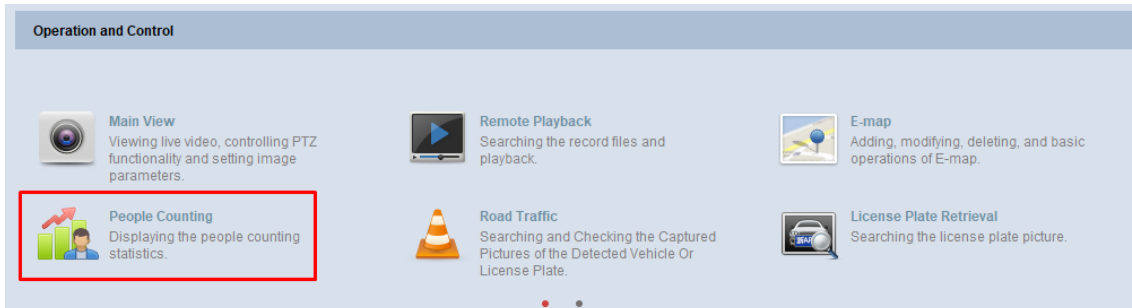 Operation and Control
Main View
Viewing live video, controlling PTZ
functionality and setting image
parameters.
Remote Playback
Searching the record files and
playback.
E-map
Adding, modifying, deleting, and basic
operations of E-map.
People Counting
Displaying the people counting
statistics.
Road Traffic
Searching and Checking the Captured
Pictures of the Detected Vehicle Or
License Plate.
License Plate Retrieval
Searching the license plate picture.